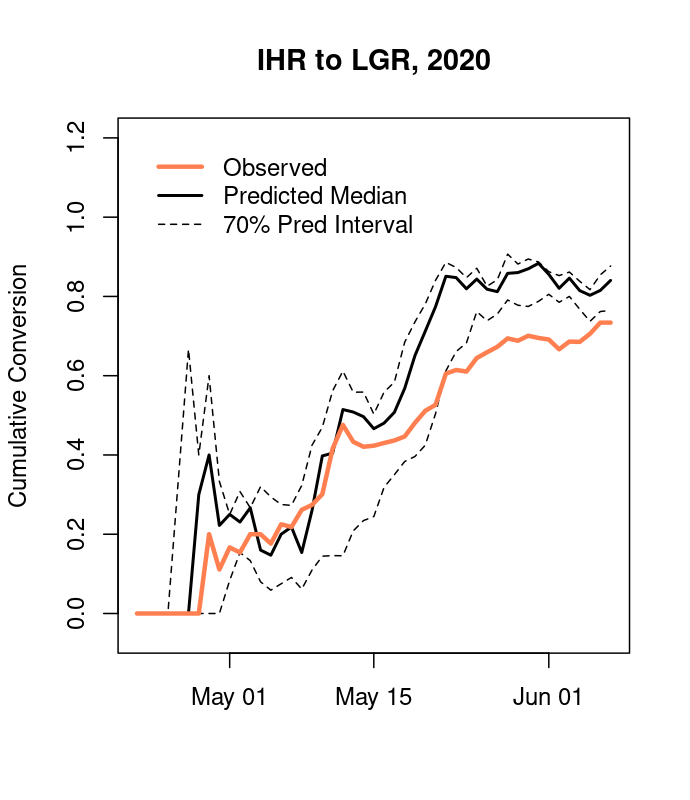 IHR to LGR, 2020
Observed
Predicted Median
70% Pred Interval
Cumulative Conversion
1.2
1.0
0.8
0.6
0.4
0.2
0.0
May 01
May 15
Jun 01